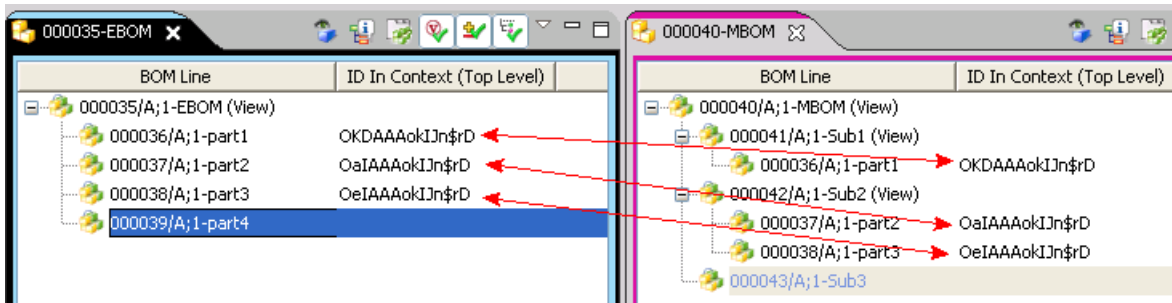 000035-EBOM
BOM Line ID In Context (Top Level)
000035/A;1-EBOM (View)
000036/A;1-part1 OKDAAAokIJn$rD
000037/A;1-part2 OaIAAAokIJn$rD
000038/A;1-part3 OeIAAAokIJn$rD
000039/A;1-part4
000040-MBOM
BOM Line ID In Context (Top Level)
000040/A;1-MBOM (View)
000041/A;1-Sub1 (View)
000036/A;1-part1 OKDAAAokIJn$rD
000042/A;1-Sub2 (View)
000037/A;1-part2 OaIAAAokIJn$rD
000038/A;1-part3 OeIAAAokIJn$rD
000043/A;1-Sub3